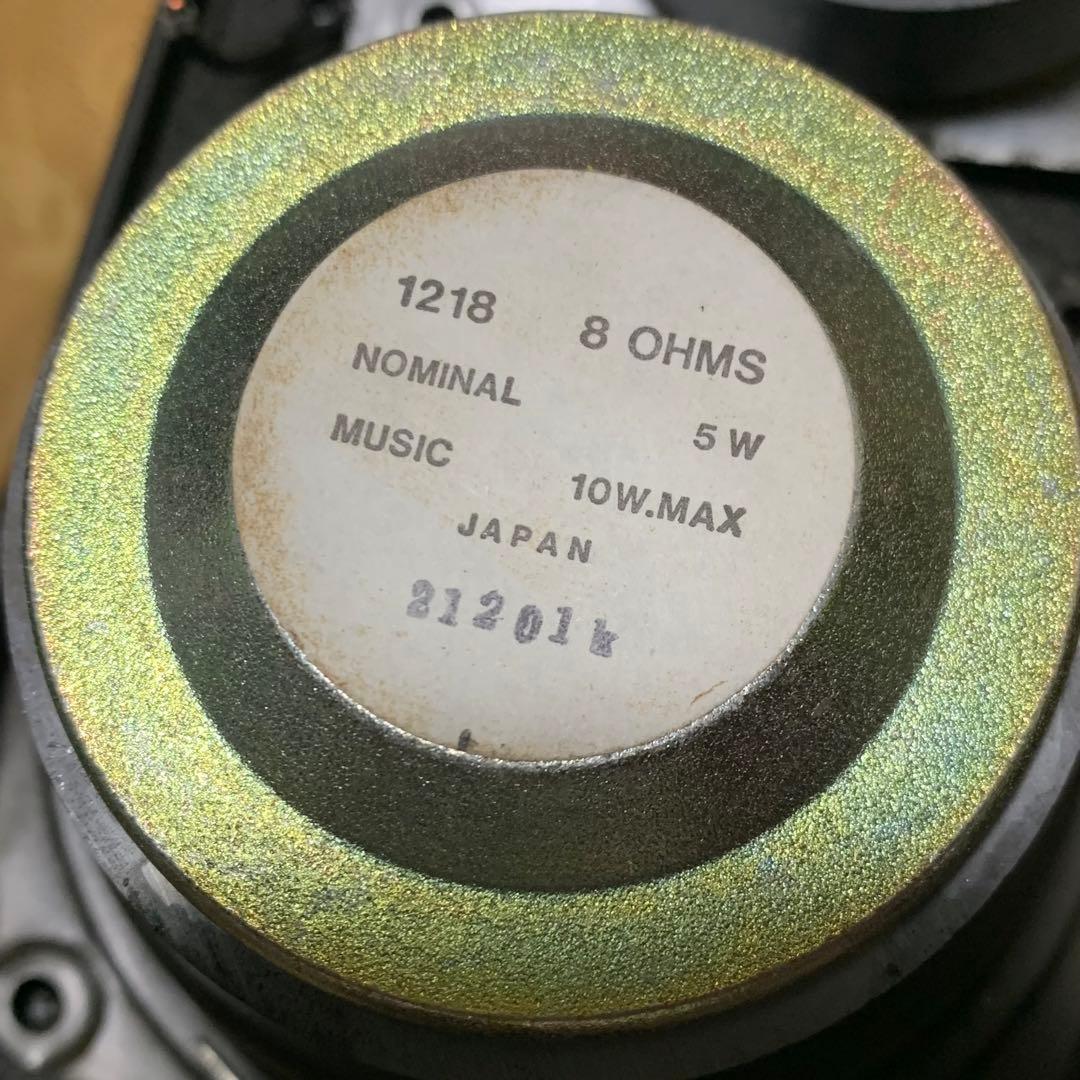 1218 8 OHMS
NOMINAL 5 W
MUSIC 10W.MAX
JAPAN
21201k